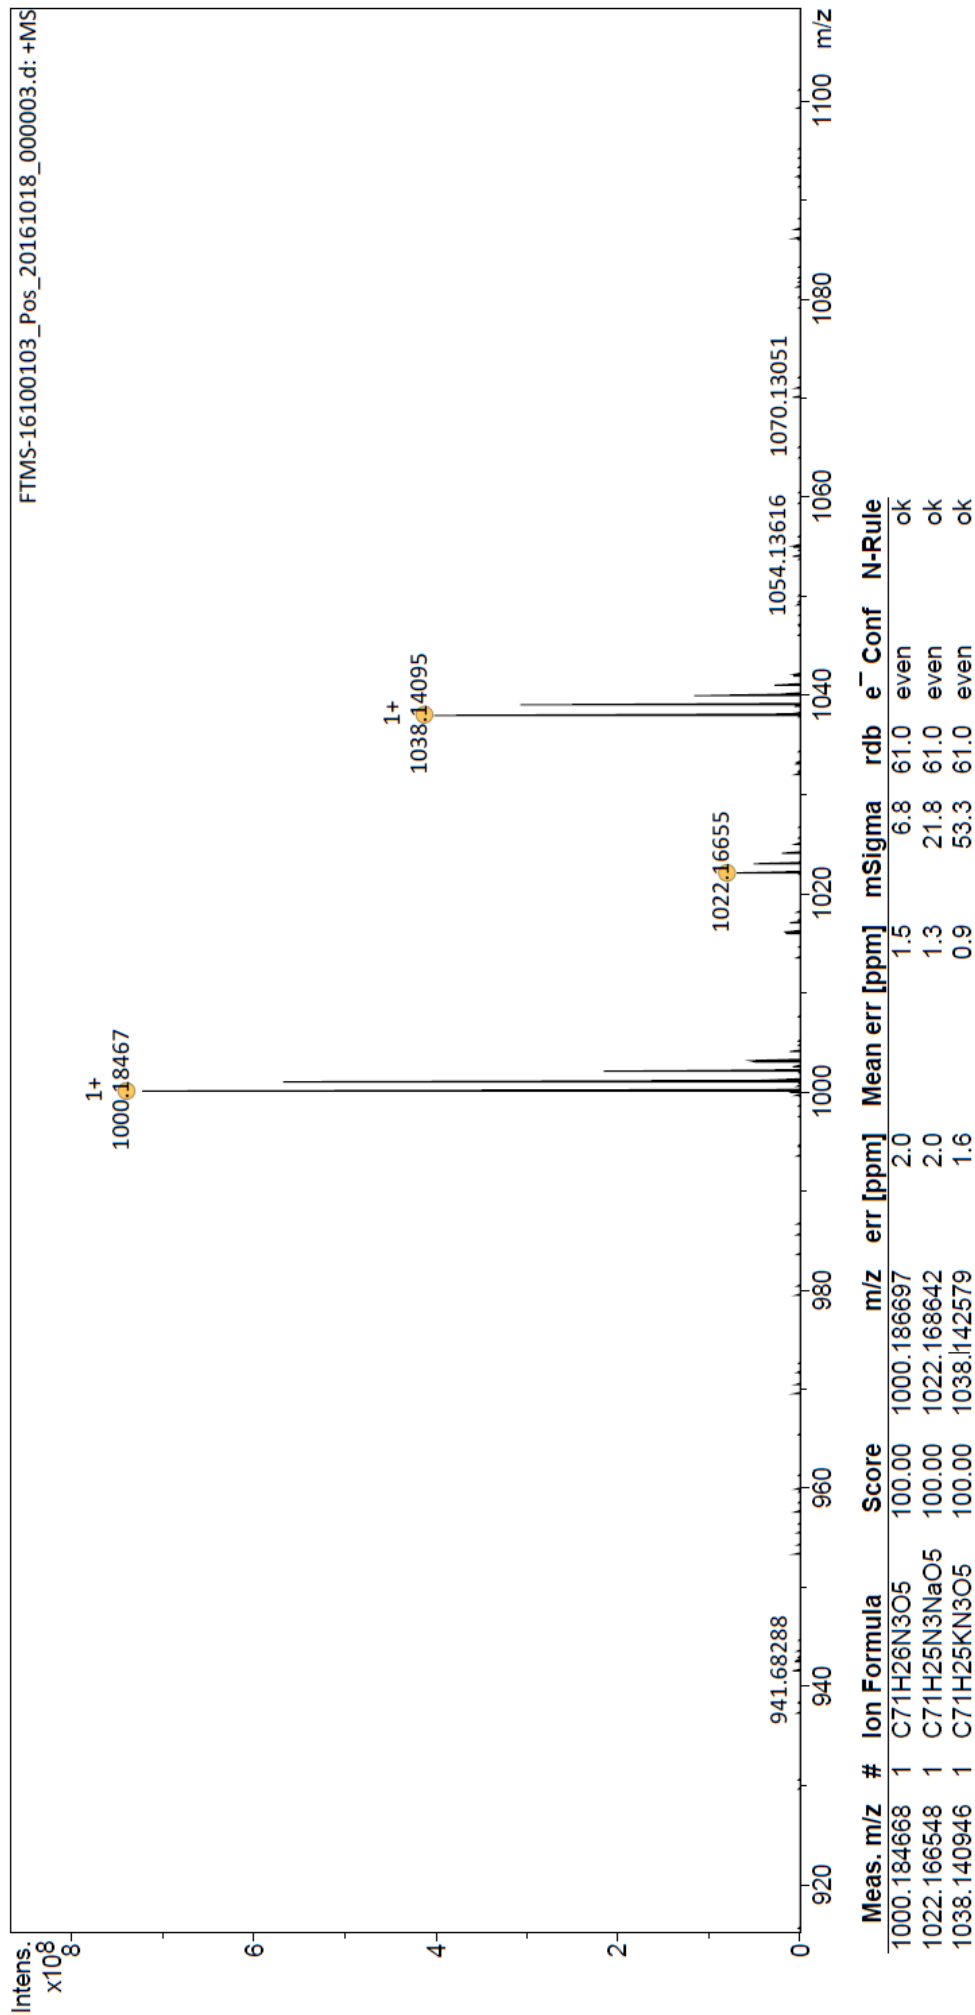 Intens.
x10^8
FTMS-16100103_Pos_20161018_000003.d: +MS
8
6
4
2
0
941.68288
1+
1000.18467
1022.16655
1+
1038.14095
1054.13616
1070.13051
920
940
960
980
1000
1020
1040
1060
1080
1100
m/z
Meas. m/z # Ion Formula Score m/z err [ppm] Mean err [ppm] mSigma rdb e⁻ Conf N-Rule
1000.184668 1 C71H26N3O5 100.00 1000.186697 2.0 1.5 6.8 61.0 even ok
1022.166548 1 C71H25N3NaO5 100.00 1022.168642 2.0 1.3 21.8 61.0 even ok
1038.140946 1 C71H25KN3O5 100.00 1038.142579 1.6 0.9 53.3 61.0 even ok